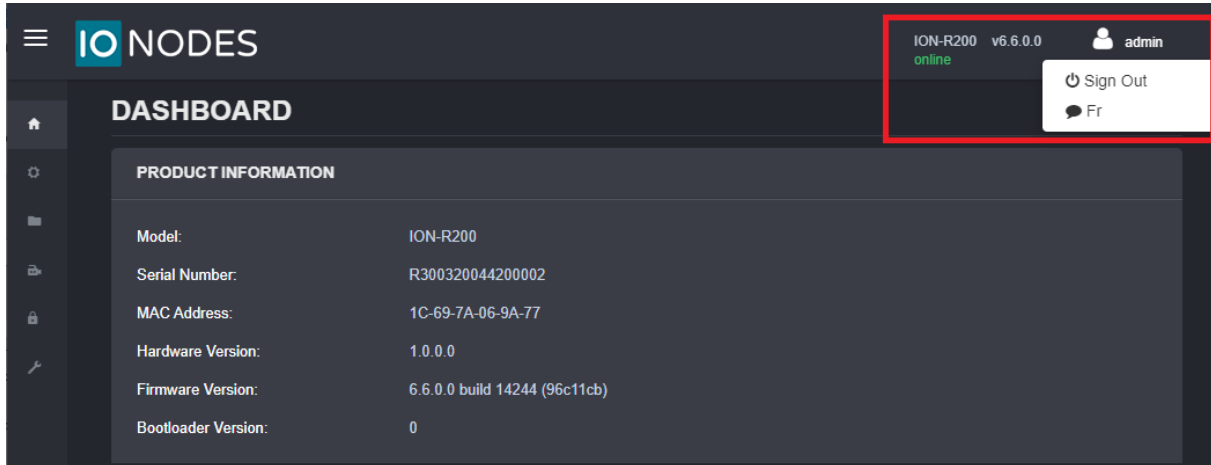 IONODES
ION-R200 v6.6.0.0 admin
online
Sign Out
Fr
DASHBOARD
PRODUCT INFORMATION
Model: ION-R200
Serial Number: R300320044200002
MAC Address: 1C-69-7A-06-9A-77
Hardware Version: 1.0.0.0
Firmware Version: 6.6.0.0 build 14244 (96c11cb)
Bootloader Version: 0